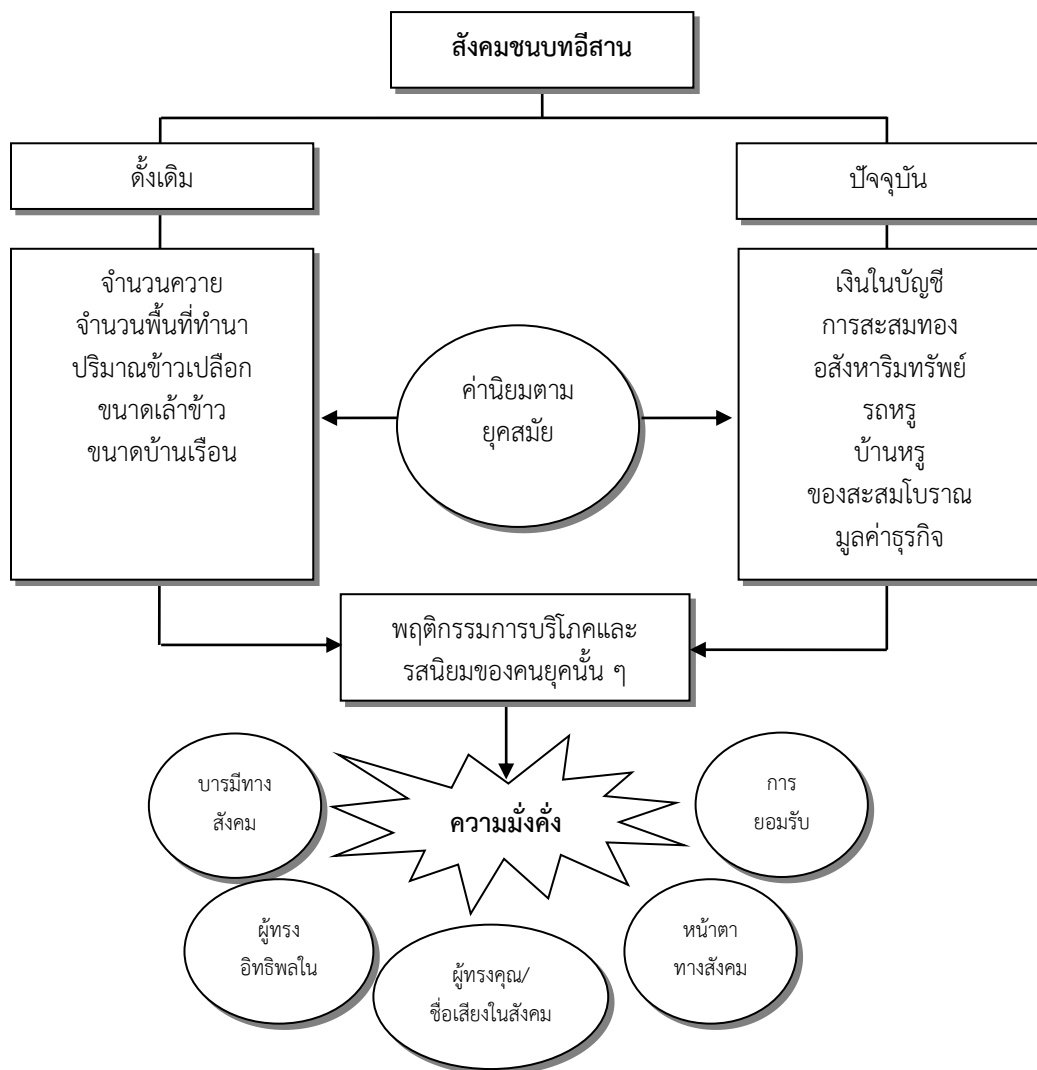 สังคมชนบทอีสาน
ดั้งเดิม
ปัจจุบัน
จำนวนควาย
จำนวนพื้นที่ทำนา
ปริมาณข้าวเปลือก
ขนาดเล้าข้าว
ขนาดบ้านเรือน
ค่านิยมตาม
ยุคสมัย
เงินในบัญชี
การสะสมทอง
อสังหาริมทรัพย์
รถหรู
บ้านหรู
ของสะสมโบราณ
มูลค่าธุรกิจ
พฤติกรรมการบริโภคและ
รสนิยมของคนยุคนั้น ๆ
ความมั่งคั่ง
บารมีทาง
สังคม
การ
ยอมรับ
ผู้ทรง
อิทธิพลใน
ผู้ทรงคุณ/
ชื่อเสียงในสังคม
หน้าตา
ทางสังคม